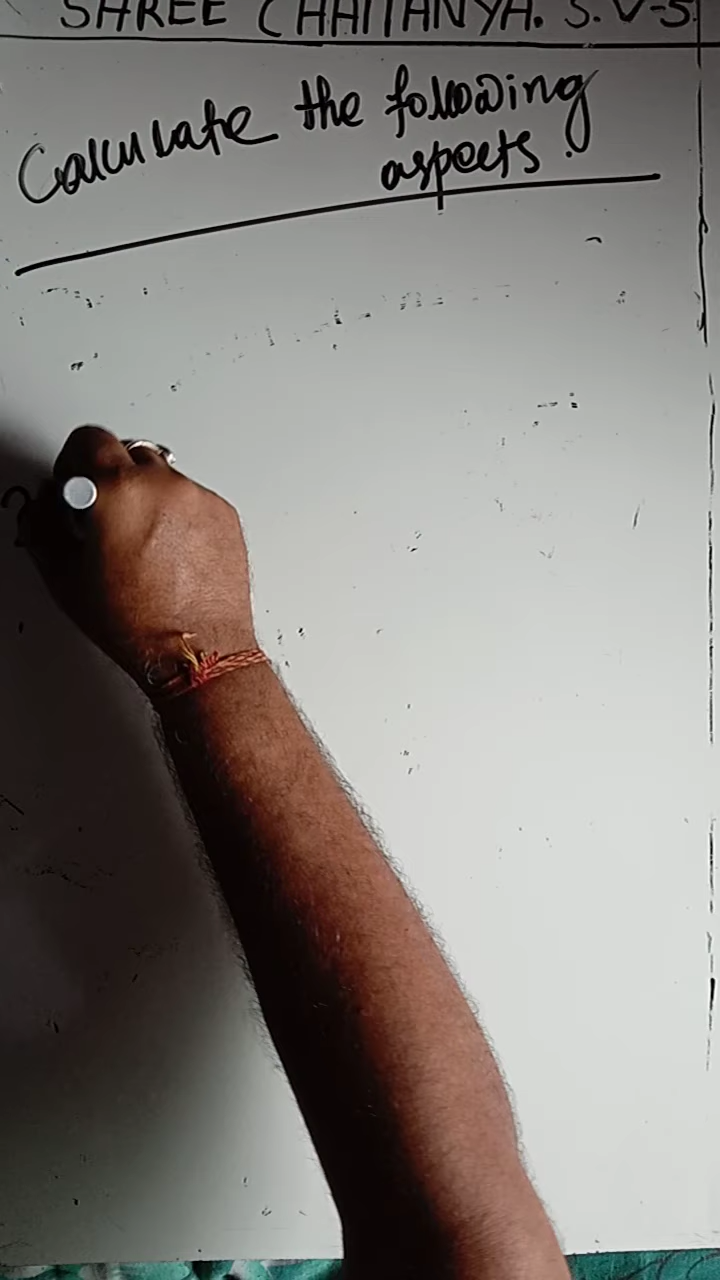 SHREE CHAITANYA. S. V-5
Calculate the following
aspects.